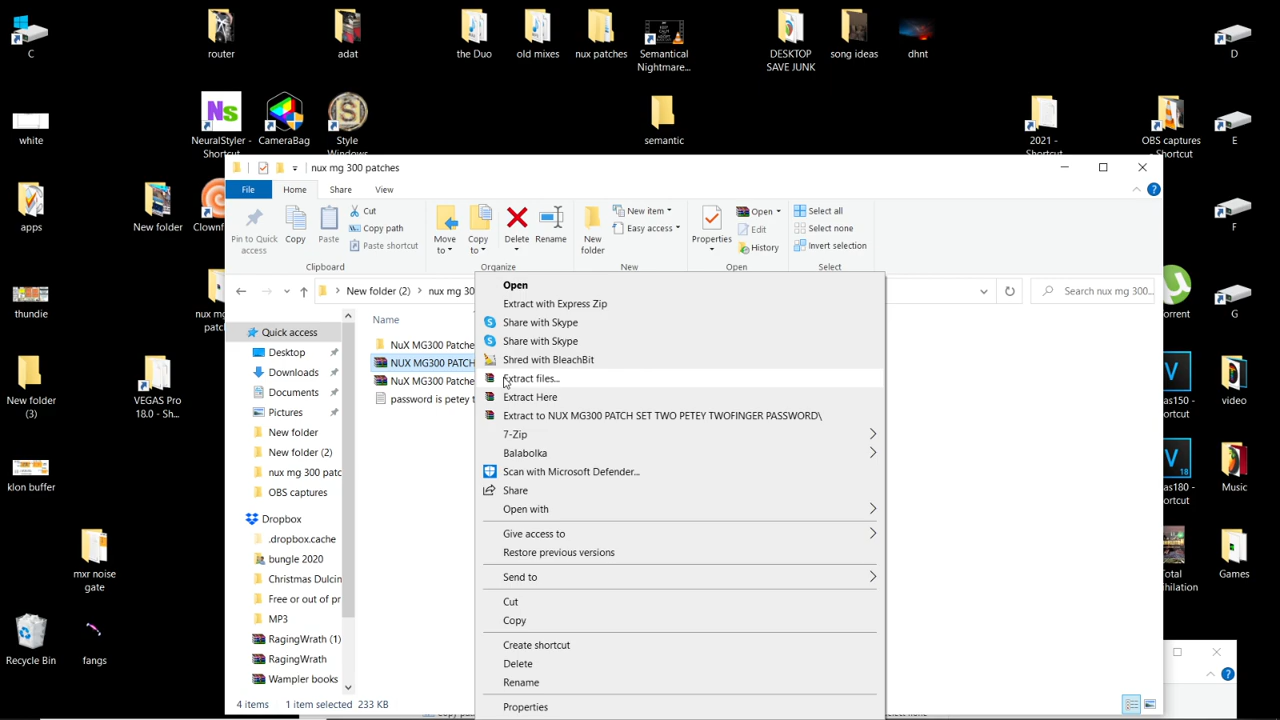 C
router
adat
the Duo
old mixes
nux patches
Semantical
Nightmare...
DESKTOP
SAVE JUNK
song ideas
dhnt
D
white
NeuralStyler -
Shortcut
CameraBag
Style
Windows
semantic
2021 -
Shortcut
OBS captures
- Shortcut
E
apps
New folder
Clownf
F
thundie
nux m
patch
orrent
G
New folder
(3)
VEGAS Pro
18.0 - Sh...
as150 -
ortcut
video
klon buffer
as180 -
ortcut
Music
mxr noise
gate
Total
ihilation
Games
Recycle Bin
fangs
nux mg 300 patches
File
Home
Share
View
Pin to Quick
access
Copy
Paste
Cut
Copy path
Paste shortcut
Clipboard
Move
to
Copy
to
Delete
Rename
Organize
New
folder
New item
Easy access
New
Properties
Open
Edit
History
Open
Select all
Select none
Invert selection
Select
New folder (2)
nux mg 30
Search nux mg 300...
Quick access
Desktop
Downloads
Documents
Pictures
New folder
New folder (2)
nux mg 300 patc
OBS captures
Dropbox
.dropbox.cache
bungle 2020
Christmas Dulcin
Free or out of pr
MP3
RagingWrath (1)
RagingWrath
Wampler books
Name
NuX MG300 Patche
NUX MG300 PATCH
NuX MG300 Patche
password is petey t
Open
Extract with Express Zip
Share with Skype
Share with Skype
Shred with BleachBit
Extract files...
Extract Here
Extract to NUX MG300 PATCH SET TWO PETEY TWOFINGER PASSWORD\
7-Zip
Balabolka
Scan with Microsoft Defender...
Share
Open with
Give access to
Restore previous versions
Send to
Cut
Copy
Create shortcut
Delete
Rename
Properties
4 items
1 item selected 233 KB